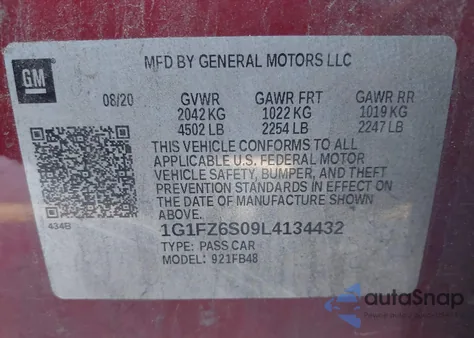 MFD BY GENERAL MOTORS LLC
GM
08/20 GVWR GAWR FRT GAWR RR
2042 KG 1022 KG 1019 KG
4502 LB 2254 LB 2247 LB
THIS VEHICLE CONFORMS TO ALL
APPLICABLE U.S. FEDERAL MOTOR
VEHICLE SAFETY, BUMPER, AND THEFT
PREVENTION STANDARDS IN EFFECT ON
THE DATE OF MANUFACTURE SHOWN
ABOVE.
434B
1G1FZ6S09L4134432
TYPE: PASS CAR
MODEL: 921FB48
autoSnap
Cars, Damages, Prices